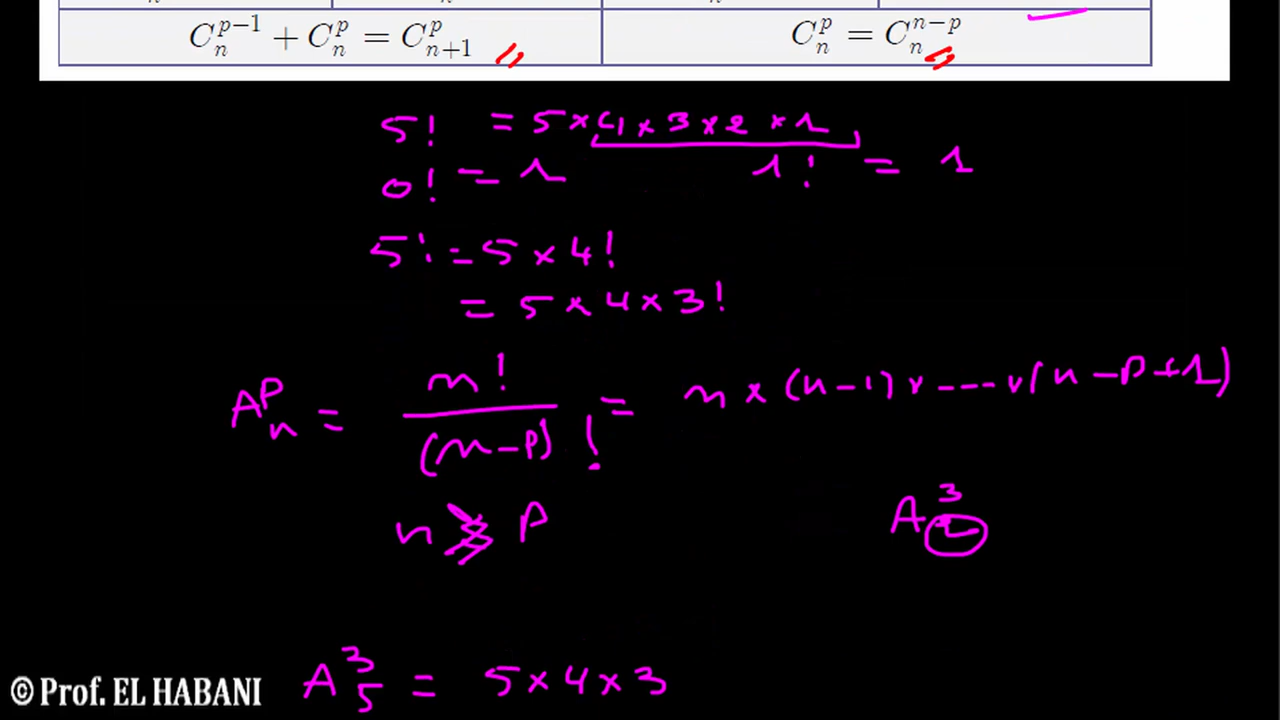 C_n^{p-1} + C_n^p = C_{n+1}^p
C_n^p = C_n^{n-p}
5! = 5 × 4 × 3 × 2 × 1
0! = 1
1! = 1
5! = 5 × 4!
= 5 × 4 × 3!
A_n^p = n! / (n-p)! = n × (n-1) × ---- × (n-p+1)
n ≥ p
A_2^3
A_5^3 = 5 × 4 × 3
© Prof. EL HABANI